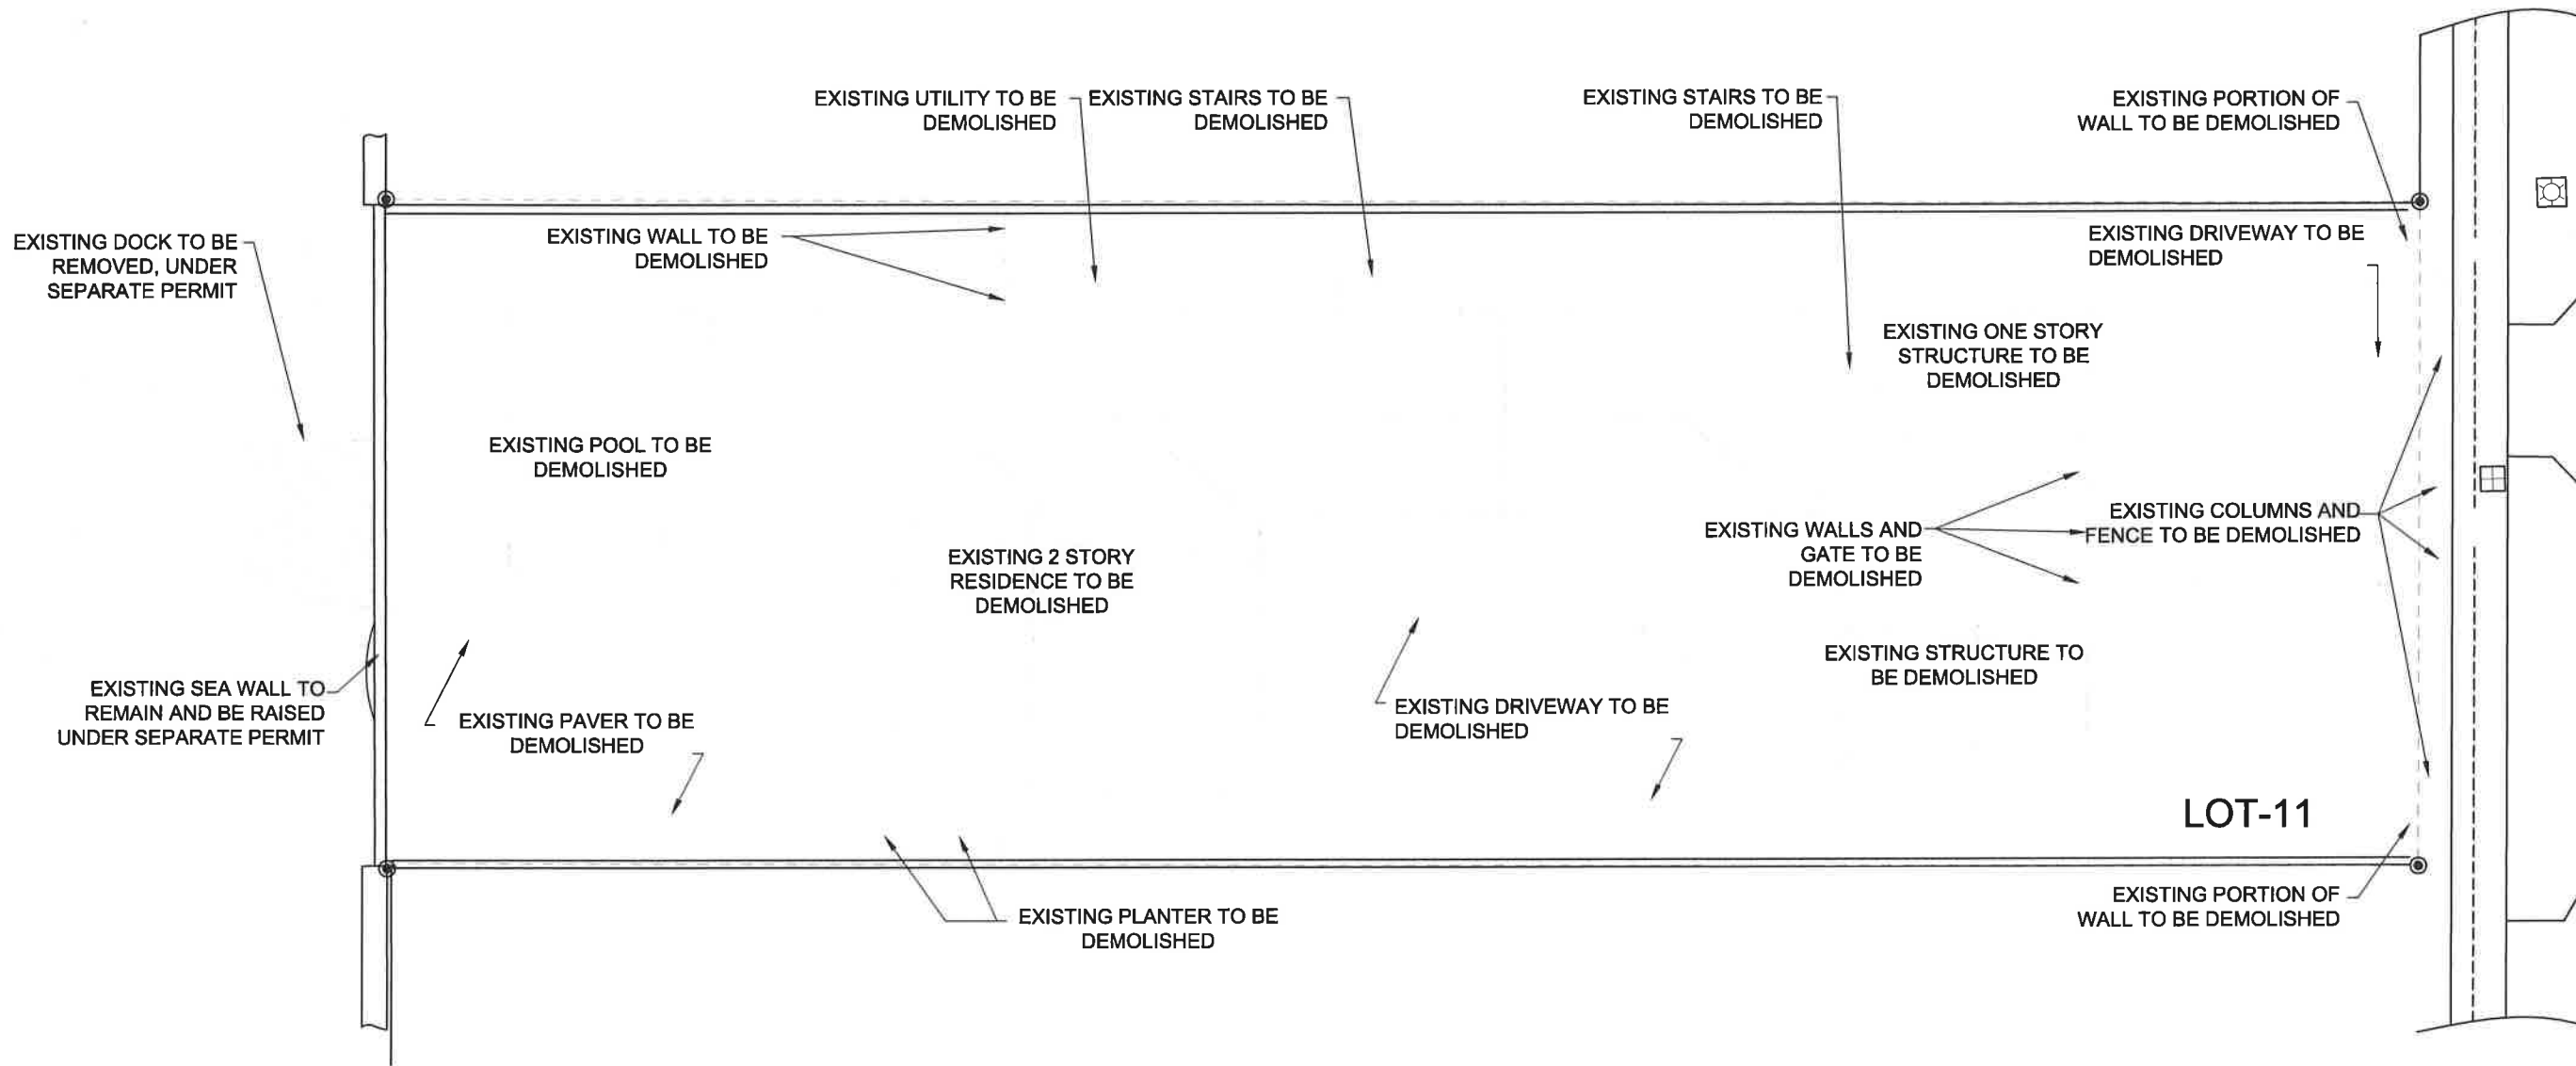 EXISTING UTILITY TO BE
DEMOLISHED
EXISTING STAIRS TO BE
DEMOLISHED
EXISTING STAIRS TO BE
DEMOLISHED
EXISTING PORTION OF
WALL TO BE DEMOLISHED
EXISTING DOCK TO BE
REMOVED, UNDER
SEPARATE PERMIT
EXISTING WALL TO BE
DEMOLISHED
EXISTING DRIVEWAY TO BE
DEMOLISHED
EXISTING ONE STORY
STRUCTURE TO BE
DEMOLISHED
EXISTING POOL TO BE
DEMOLISHED
EXISTING 2 STORY
RESIDENCE TO BE
DEMOLISHED
EXISTING WALLS AND
GATE TO BE
DEMOLISHED
EXISTING COLUMNS AND
FENCE TO BE DEMOLISHED
EXISTING SEA WALL TO
REMAIN AND BE RAISED
UNDER SEPARATE PERMIT
EXISTING PAVER TO BE
DEMOLISHED
EXISTING DRIVEWAY TO BE
DEMOLISHED
EXISTING STRUCTURE TO
BE DEMOLISHED
LOT-11
EXISTING PLANTER TO BE
DEMOLISHED
EXISTING PORTION OF
WALL TO BE DEMOLISHED